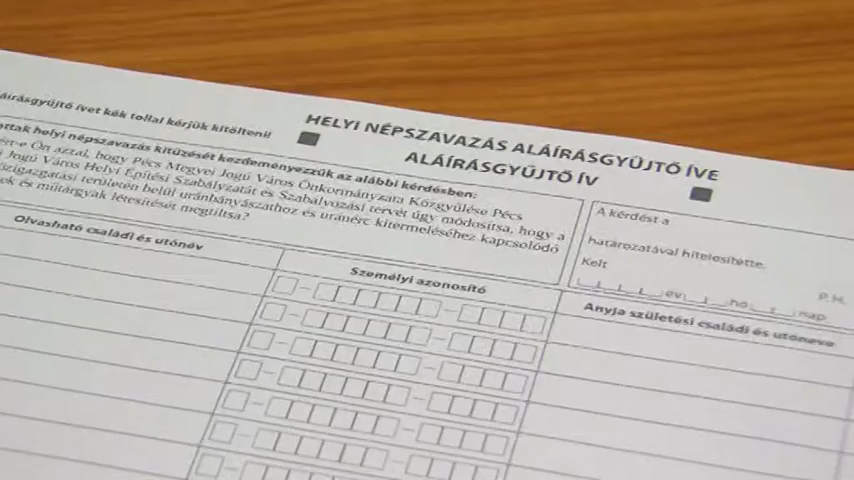 HELYI NÉPSZAVAZÁS ALÁÍRÁSGYŰJTŐ ÍVE
ALÁÍRÁSGYŰJTŐ ÍV
ívet kék tollal kérjük kitölteni!
helyi népszavazás kitűzését kezdeményezzük az alábbi kérdésben:
Ön azzal, hogy Pécs Megyei Jogú Város Önkormányzata Közgyűlése Pécs
Jogú Város Helyi Építési Szabályzatát és Szabályozási tervét úgy módosítsa, hogy a
területén belül uránbányászathoz és uránérc kitermeléséhez kapcsolódó
és műtárgyak létesítését megtiltsa?
A kérdést a
határozatával hitelesítette.
Kelt
év, hó, nap
P.H.
Olvasható családi és utónév
Személyi azonosító
Anyja születési családi és utóneve